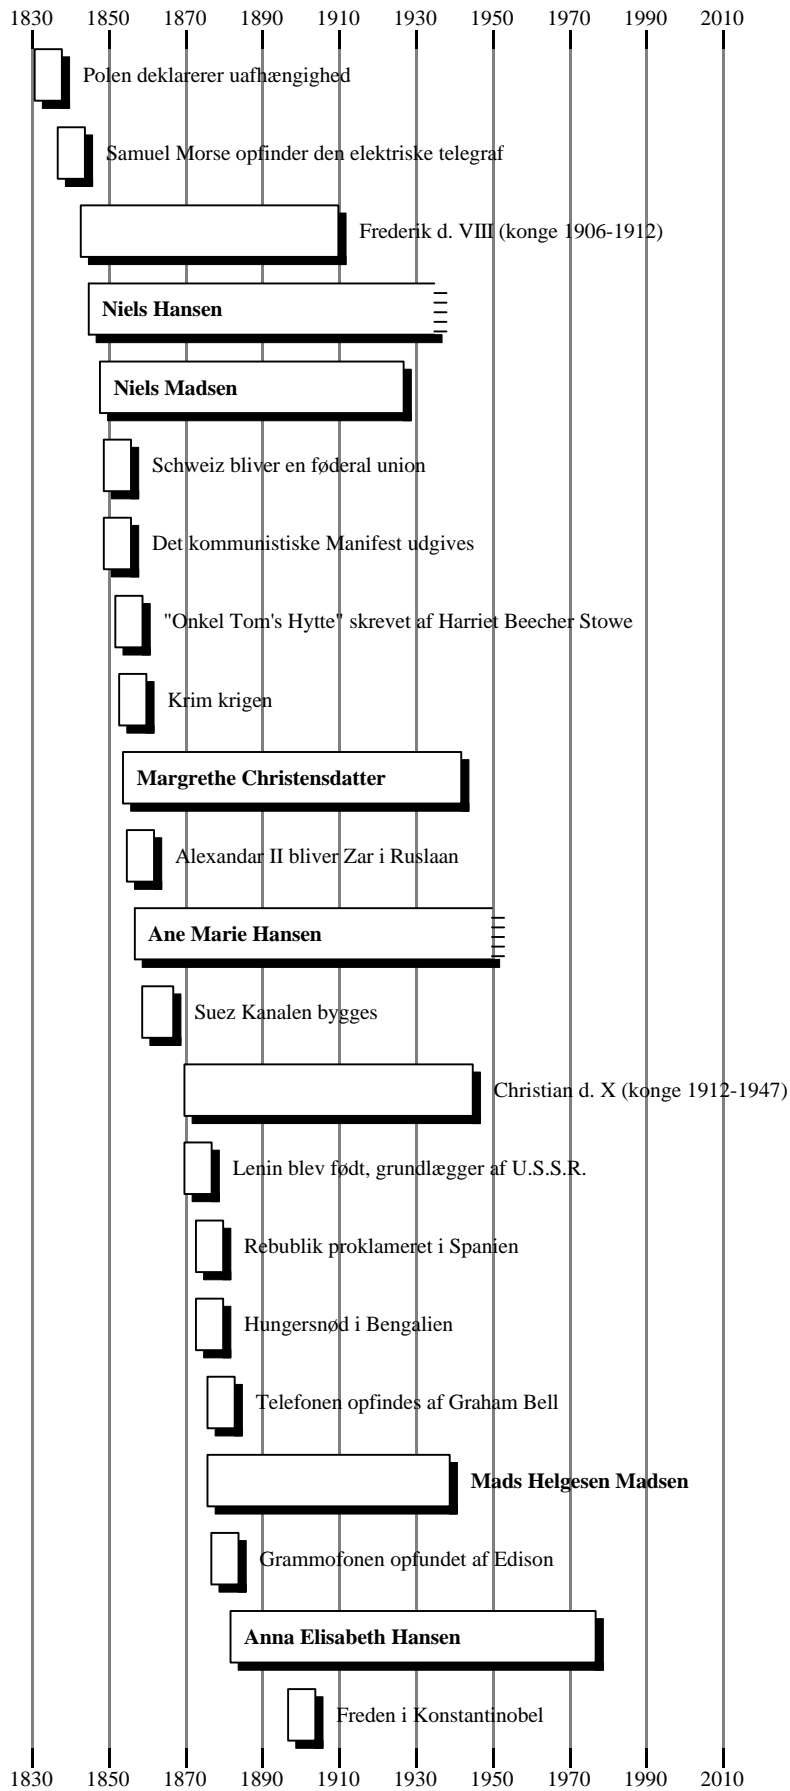 1830 1850 1870 1890 1910 1930 1950 1970 1990 2010
Polen deklarerer uafhængighed
Samuel Morse opfinder den elektriske telegraf
Frederik d. VIII (konge 1906-1912)
Niels Hansen
Niels Madsen
Schweiz bliver en føderal union
Det kommunistiske Manifest udgives
"Onkel Tom's Hytte" skrevet af Harriet Beecher Stowe
Krim krigen
Margrethe Christensdatter
Alexandar II bliver Zar i Ruslaan
Ane Marie Hansen
Suez Kanalen bygges
Christian d. X (konge 1912-1947)
Lenin blev født, grundlægger af U.S.S.R.
Rebublik proklameret i Spanien
Hungersnød i Bengalien
Telefonen opfindes af Graham Bell
Mads Helgesen Madsen
Grammofonen opfundet af Edison
Anna Elisabeth Hansen
Freden i Konstantinobel
1830 1850 1870 1890 1910 1930 1950 1970 1990 2010